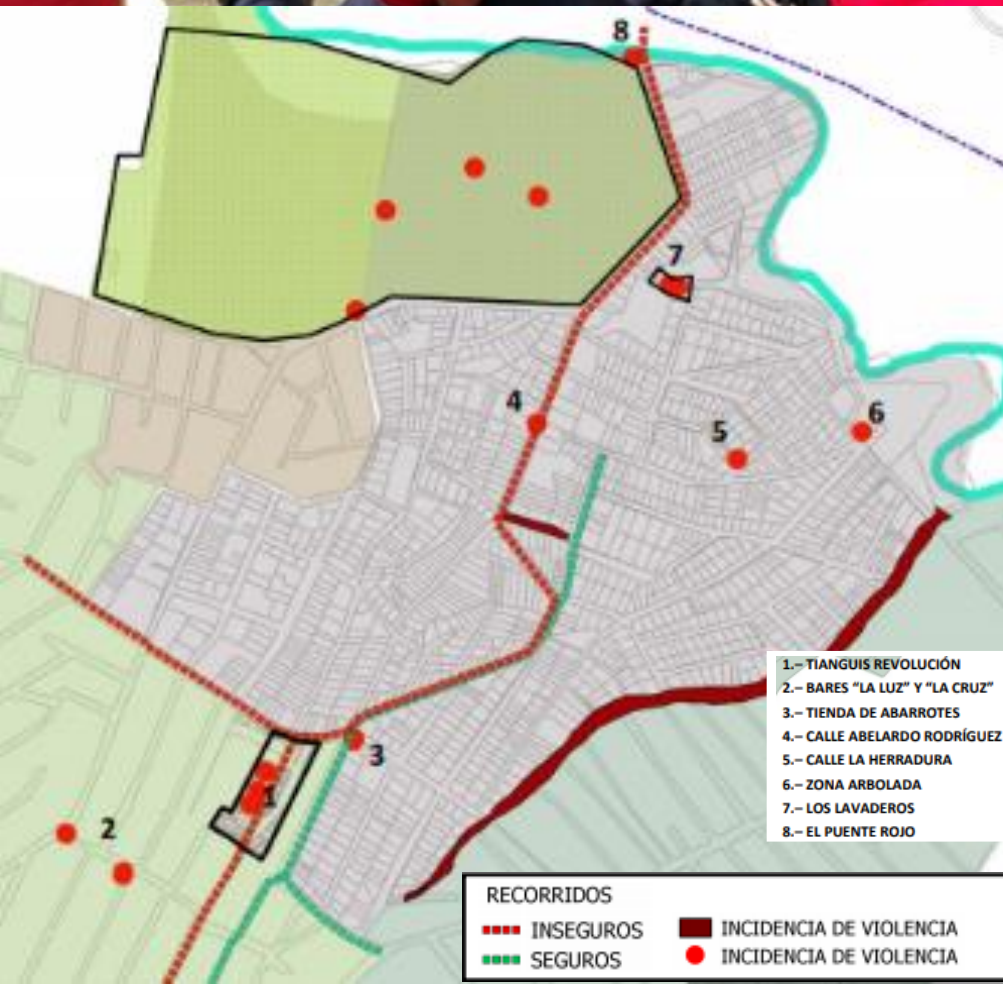 8
7
4
5
6
3
1
2
1.– TIANGUIS REVOLUCIÓN
2.– BARES “LA LUZ” Y “LA CRUZ”
3.– TIENDA DE ABARROTES
4.– CALLE ABELARDO RODRÍGUEZ
5.– CALLE LA HERRADURA
6.– ZONA ARBOLADA
7.– LOS LAVADEROS
8.– EL PUENTE ROJO
RECORRIDOS
INSEGUROS
INCIDENCIA DE VIOLENCIA
SEGUROS
INCIDENCIA DE VIOLENCIA